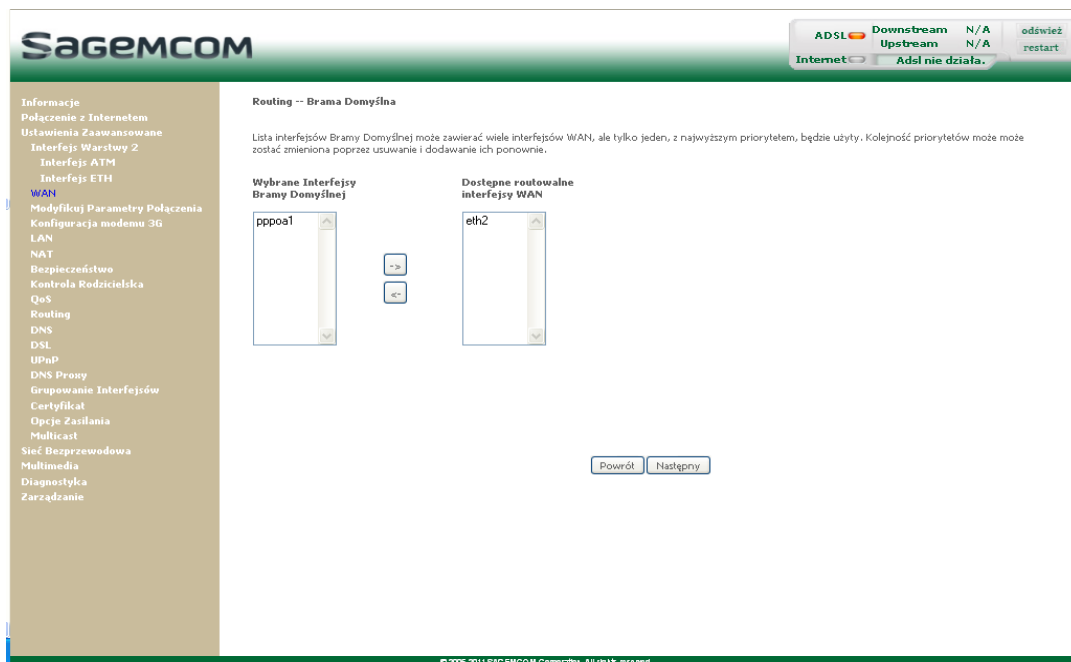 Sagemcom
ADSL
Downstream N/A
Upstream N/A
Internet
Adsl nie działa.
odśwież
restart
Informacje
Połączenie z Internetem
Ustawienia Zaawansowane
Interfejs Warstwy 2
Interfejs ATM
Interfejs ETH
WAN
Modyfikuj Parametry Połączenia
Konfiguracja modemu 3G
LAN
NAT
Bezpieczeństwo
Kontrola Rodzicielska
QoS
Routing
DNS
DSL
UPnP
DNS Proxy
Grupowanie Interfejsów
Certyfikat
Opcje Zasilania
Multicast
Sieć Bezprzewodowa
Multimedia
Diagnostyka
Zarządzanie
Routing -- Brama Domyślna
Lista interfejsów Bramy Domyślnej może zawierać wiele interfejsów WAN, ale tylko jeden, z najwyższym priorytetem, będzie użyty. Kolejność priorytetów może może
zostać zmieniona poprzez usuwanie i dodawanie ich ponownie.
Wybrane Interfejsy
Bramy Domyślnej
Dostępne routowalne
interfejsy WAN
pppoa1
->
<-
eth2
Powrót
Następny